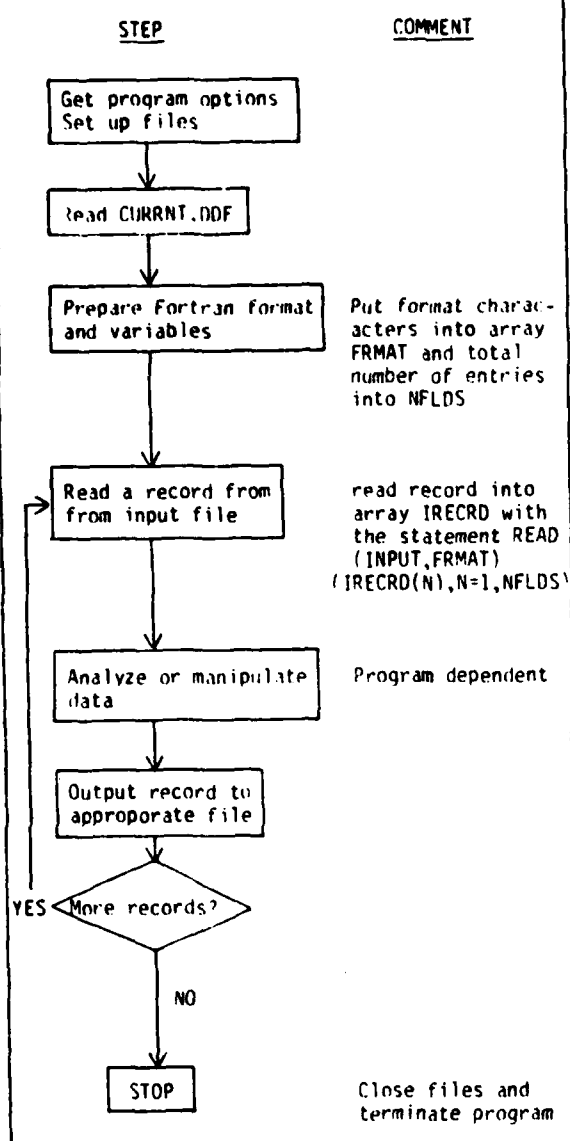 STEP
COMMENT
Get program options
Set up files
Read CURRNT.DDF
Prepare Fortran format
and variables
Put format charac-
acters into array
FRMAT and total
number of entries
into NFLDS
Read a record from
from input file
read record into
array IRECRD with
the statement READ
(INPUT,FRMAT)
(IRECRD(N),N=1,NFLDS)
Analyze or manipulate
data
Program dependent
Output record to
approporate file
More records?
YES
NO
STOP
Close files and
terminate program